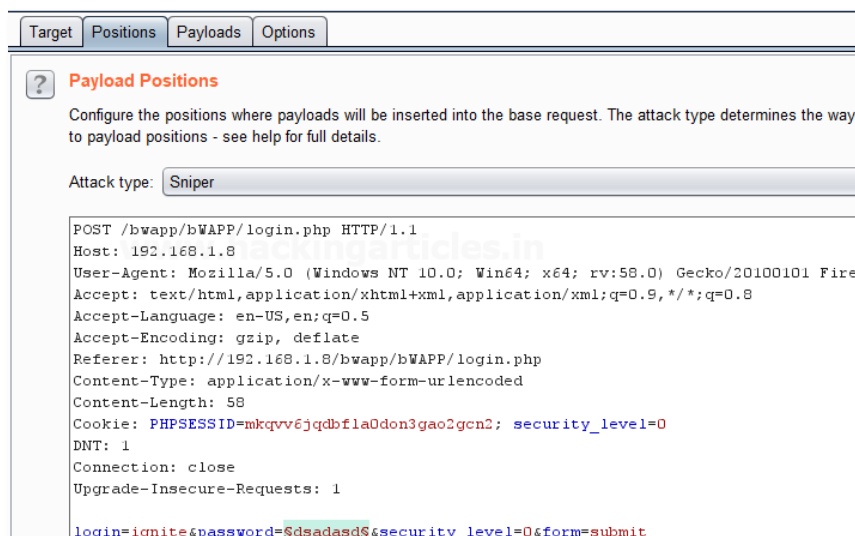 Target Positions Payloads Options
? Payload Positions
Configure the positions where payloads will be inserted into the base request. The attack type determines the way
to payload positions - see help for full details.
Attack type: Sniper
POST /bwapp/bWAPP/login.php HTTP/1.1
www.hackingarticles.in
Host: 192.168.1.8
User-Agent: Mozilla/5.0 (Windows NT 10.0; Win64; x64; rv:58.0) Gecko/20100101 Fire
Accept: text/html,application/xhtml+xml,application/xml;q=0.9,*/*;q=0.8
Accept-Language: en-US,en;q=0.5
Accept-Encoding: gzip, deflate
Referer: http://192.168.1.8/bwapp/bWAPP/login.php
Content-Type: application/x-www-form-urlencoded
Content-Length: 58
Cookie: PHPSESSID=mkqvv6jqdbfla0don3gao2gcn2; security_level=0
DNT: 1
Connection: close
Upgrade-Insecure-Requests: 1
login=ignite&password=§dsadasd§&security_level=0&form=submit